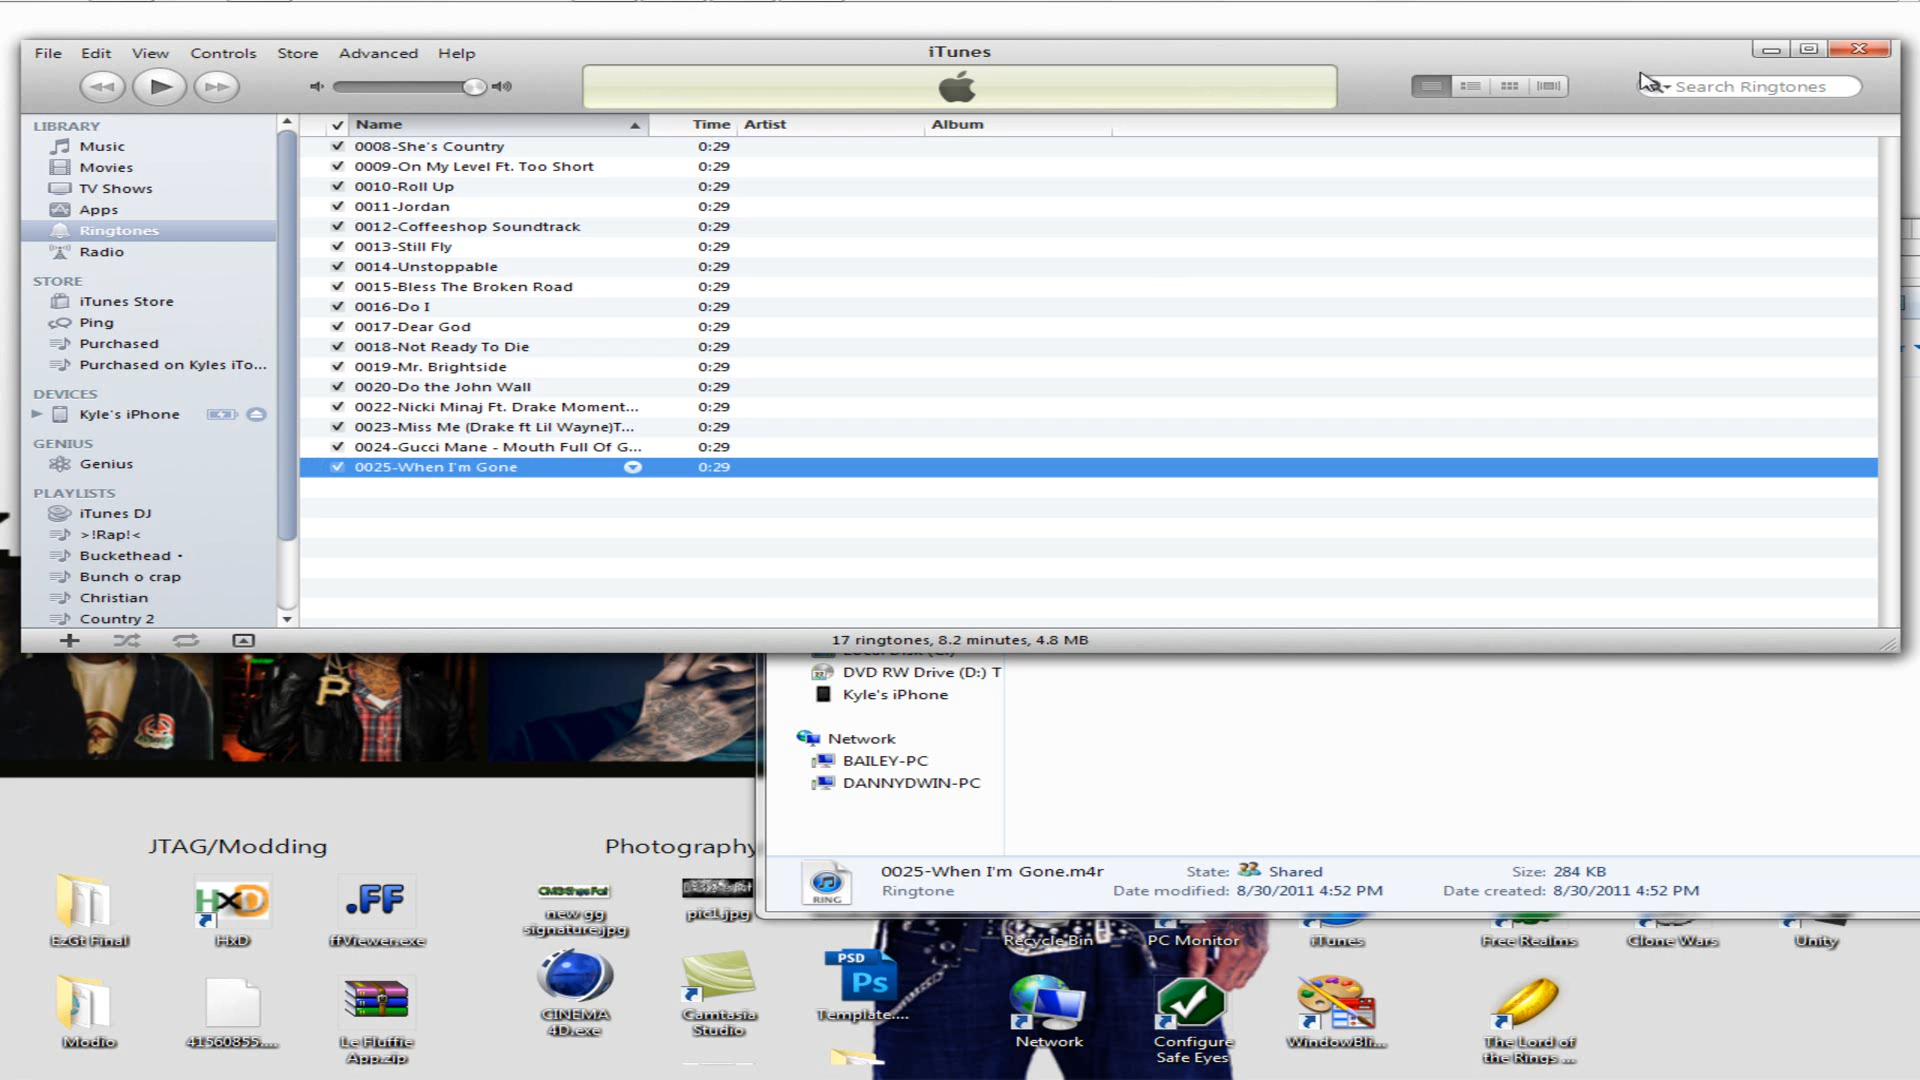 File Edit View Controls Store Advanced Help
iTunes
Search Ringtones
LIBRARY
Music
Movies
TV Shows
Apps
Ringtones
Radio
STORE
iTunes Store
Ping
Purchased
Purchased on Kyles iTo...
DEVICES
Kyle's iPhone
GENIUS
Genius
PLAYLISTS
iTunes DJ
>!Rap!<
Buckethead •
Bunch o crap
Christian
Country 2
Name Time Artist Album
0008-She's Country 0:29
0009-On My Level Ft. Too Short 0:29
0010-Roll Up 0:29
0011-Jordan 0:29
0012-Coffeeshop Soundtrack 0:29
0013-Still Fly 0:29
0014-Unstoppable 0:29
0015-Bless The Broken Road 0:29
0016-Do I 0:29
0017-Dear God 0:29
0018-Not Ready To Die 0:29
0019-Mr. Brightside 0:29
0020-Do the John Wall 0:29
0022-Nicki Minaj Ft. Drake Moment... 0:29
0023-Miss Me (Drake ft Lil Wayne)T... 0:29
0024-Gucci Mane - Mouth Full Of G... 0:29
0025-When I'm Gone 0:29
17 ringtones, 8.2 minutes, 4.8 MB
Local Disk (C:)
DVD RW Drive (D:) T
Kyle's iPhone
Network
BAILEY-PC
DANNYDWIN-PC
0025-When I'm Gone.m4r State: Shared Size: 284 KB
Ringtone Date modified: 8/30/2011 4:52 PM Date created: 8/30/2011 4:52 PM
RING
JTAG/Modding
Photography
EzGt Final
HxD
HxD
.FF
ffViewer.exe
new gg
signature.jpg
pic1.jpg
Recycle Bin
PC Monitor
iTunes
Free Realms
Clone Wars
Unity
Modio
41560855....
Le Fluffie
App.zip
CINEMA
4D.exe
Camtasia
Studio
PSD
Ps
Template....
Network
Configure
Safe Eyes
WindowBli...
The Lord of
the Rings ...